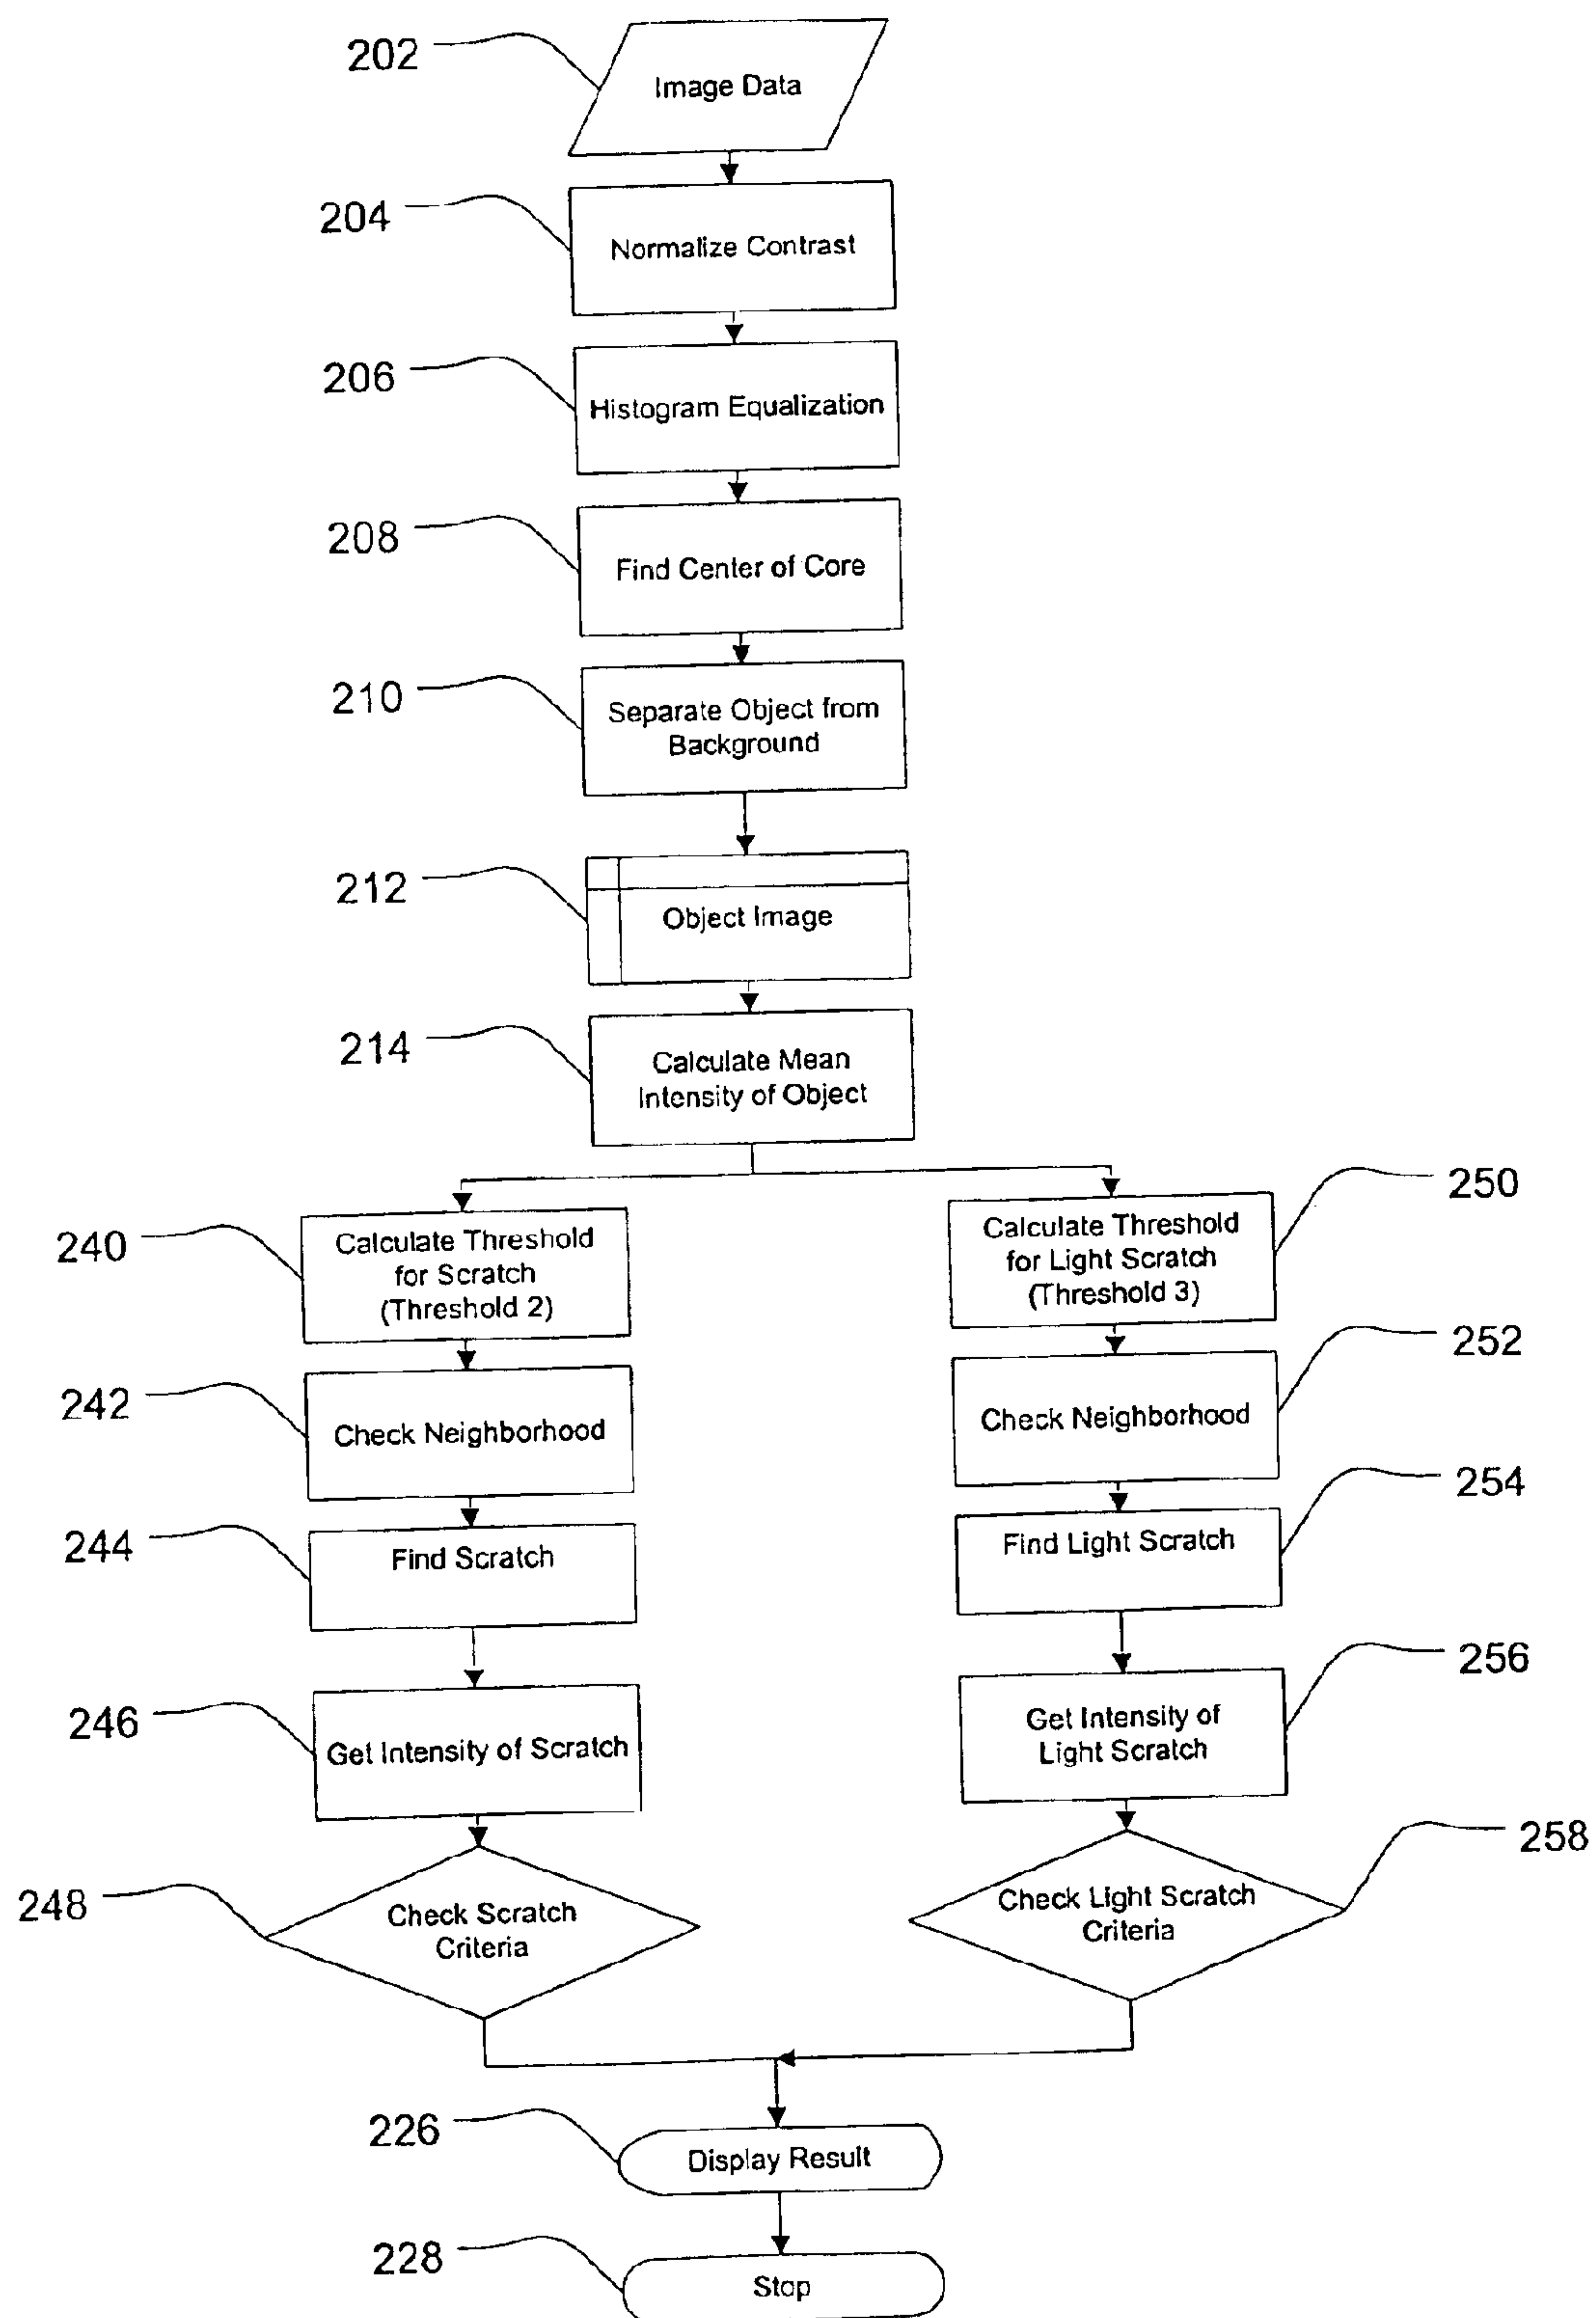 202
Image Data
204
Normalize Contrast
206
Histogram Equalization
208
Find Center of Core
210
Separate Object from
Background
212
Object Image
214
Calculate Mean
Intensity of Object
240
Calculate Threshold
for Scratch
(Threshold 2)
250
Calculate Threshold
for Light Scratch
(Threshold 3)
242
Check Neighborhood
252
Check Neighborhood
244
Find Scratch
254
Find Light Scratch
246
Get Intensity of Scratch
256
Get Intensity of
Light Scratch
248
Check Scratch
Criteria
258
Check Light Scratch
Criteria
226
Display Result
228
Stop